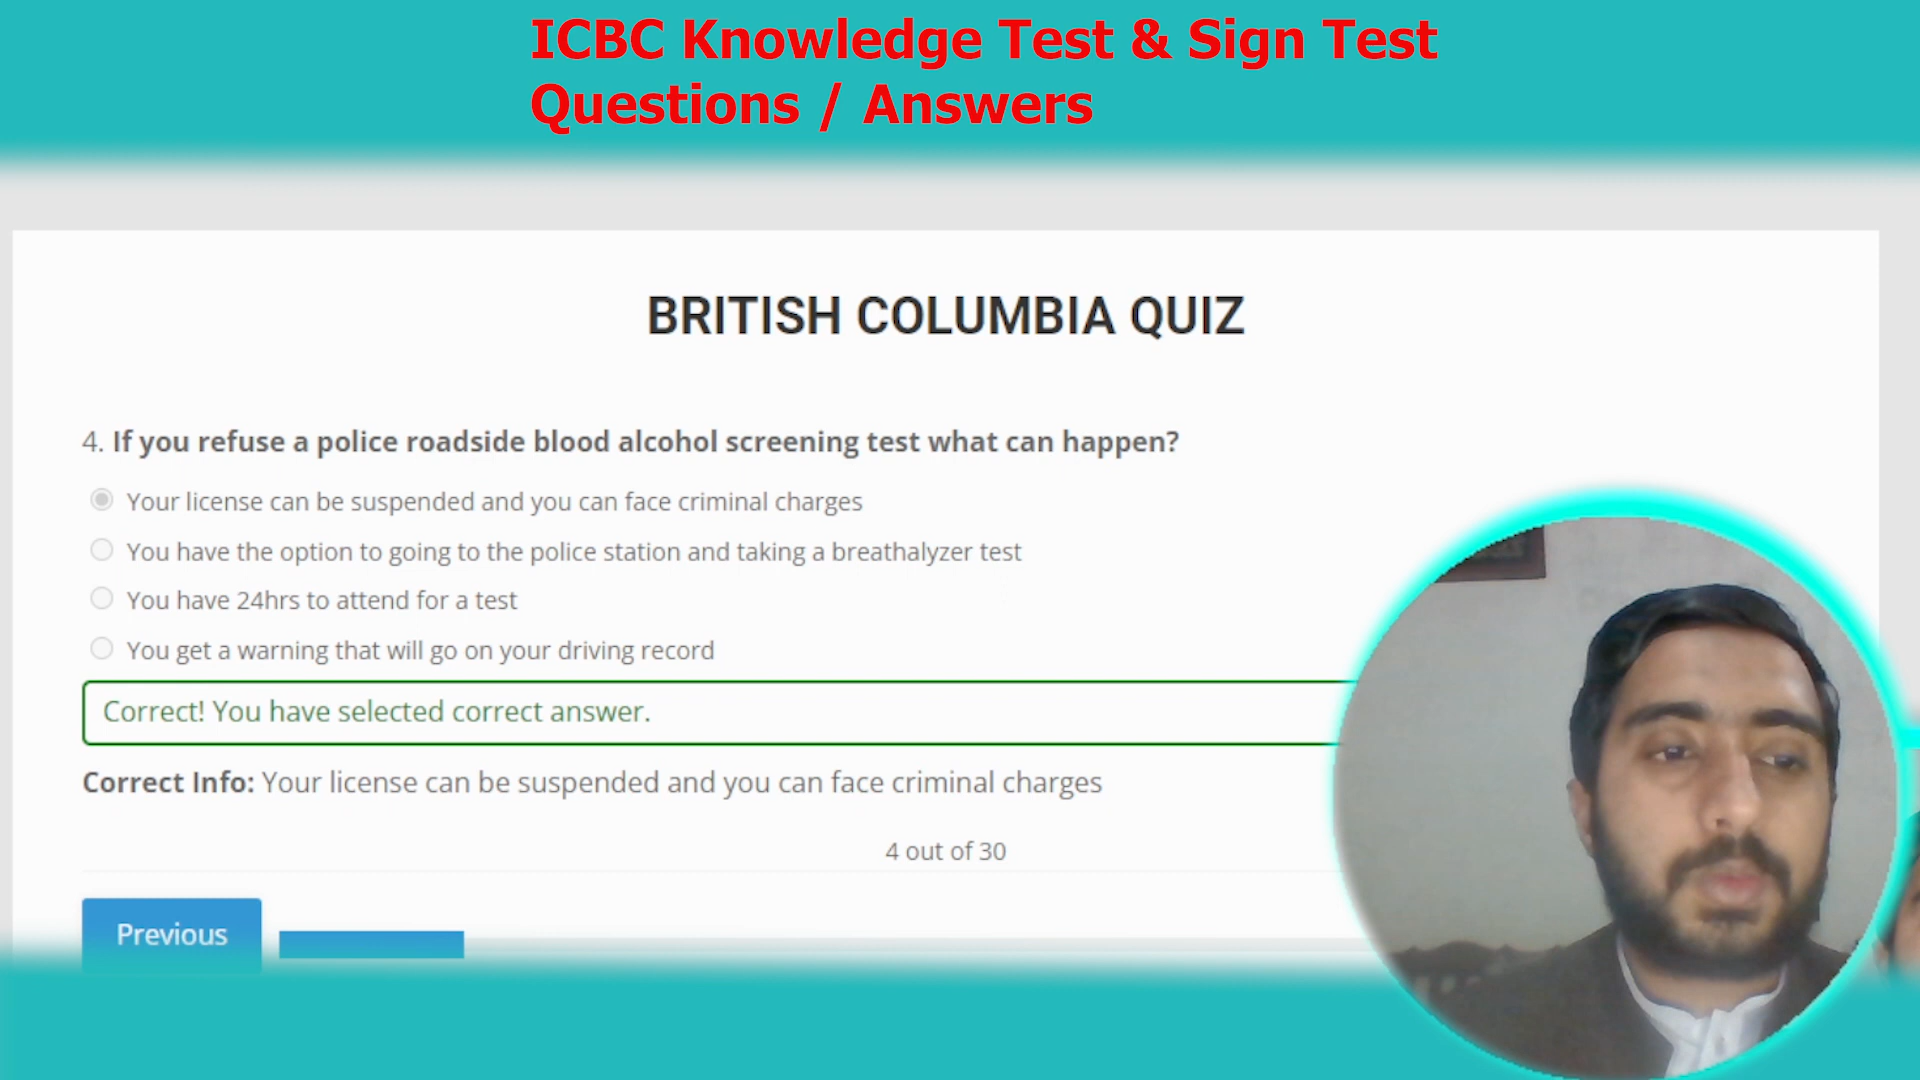 ICBC Knowledge Test & Sign Test
Questions / Answers
BRITISH COLUMBIA QUIZ
4. If you refuse a police roadside blood alcohol screening test what can happen?
Your license can be suspended and you can face criminal charges
You have the option to going to the police station and taking a breathalyzer test
You have 24hrs to attend for a test
You get a warning that will go on your driving record
Correct! You have selected correct answer.
Correct Info: Your license can be suspended and you can face criminal charges
4 out of 30
Previous